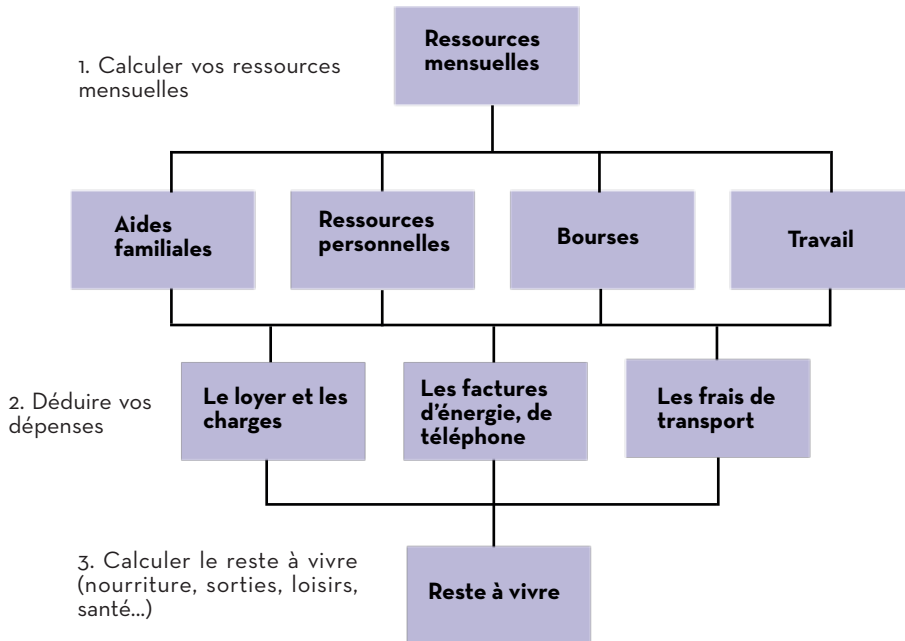 Ressources
mensuelles
1. Calculer vos ressources
mensuelles
Aides
familiales
Ressources
personnelles
Bourses
Travail
2. Déduire vos
dépenses
Le loyer et les
charges
Les factures
d'énergie, de
téléphone
Les frais de
transport
3. Calculer le reste à vivre
(nourriture, sorties, loisirs,
santé...)
Reste à vivre